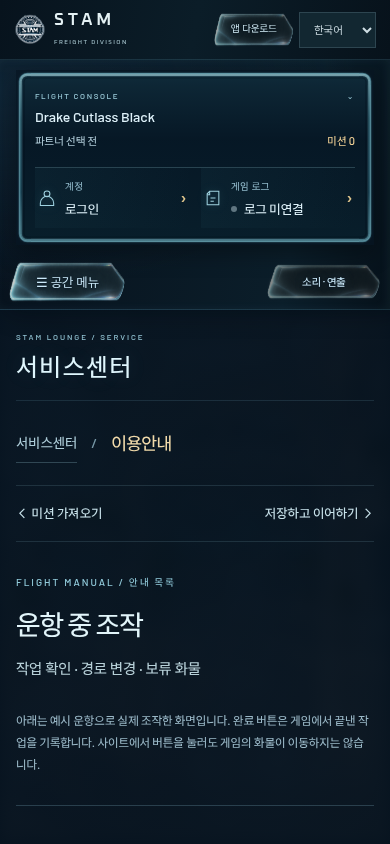 STAM
FREIGHT DIVISION
앱 다운로드
한국어
FLIGHT CONSOLE
Drake Cutlass Black
파트너 선택 전
미션 0
계정
로그인
게임 로그
로그 미연결
☰ 공간 메뉴
소리·연출
STAM LOUNGE / SERVICE
서비스센터
서비스센터 / 이용안내
미션 가져오기
저장하고 이어하기
FLIGHT MANUAL / 안내 목록
운항 중 조작
작업 확인 · 경로 변경 · 보류 화물
아래는 예시 운항으로 실제 조작한 화면입니다. 완료 버튼은 게임에서 끝낸 작
업을 기록합니다. 사이트에서 버튼을 눌러도 게임의 화물이 이동하지는 않습
니다.